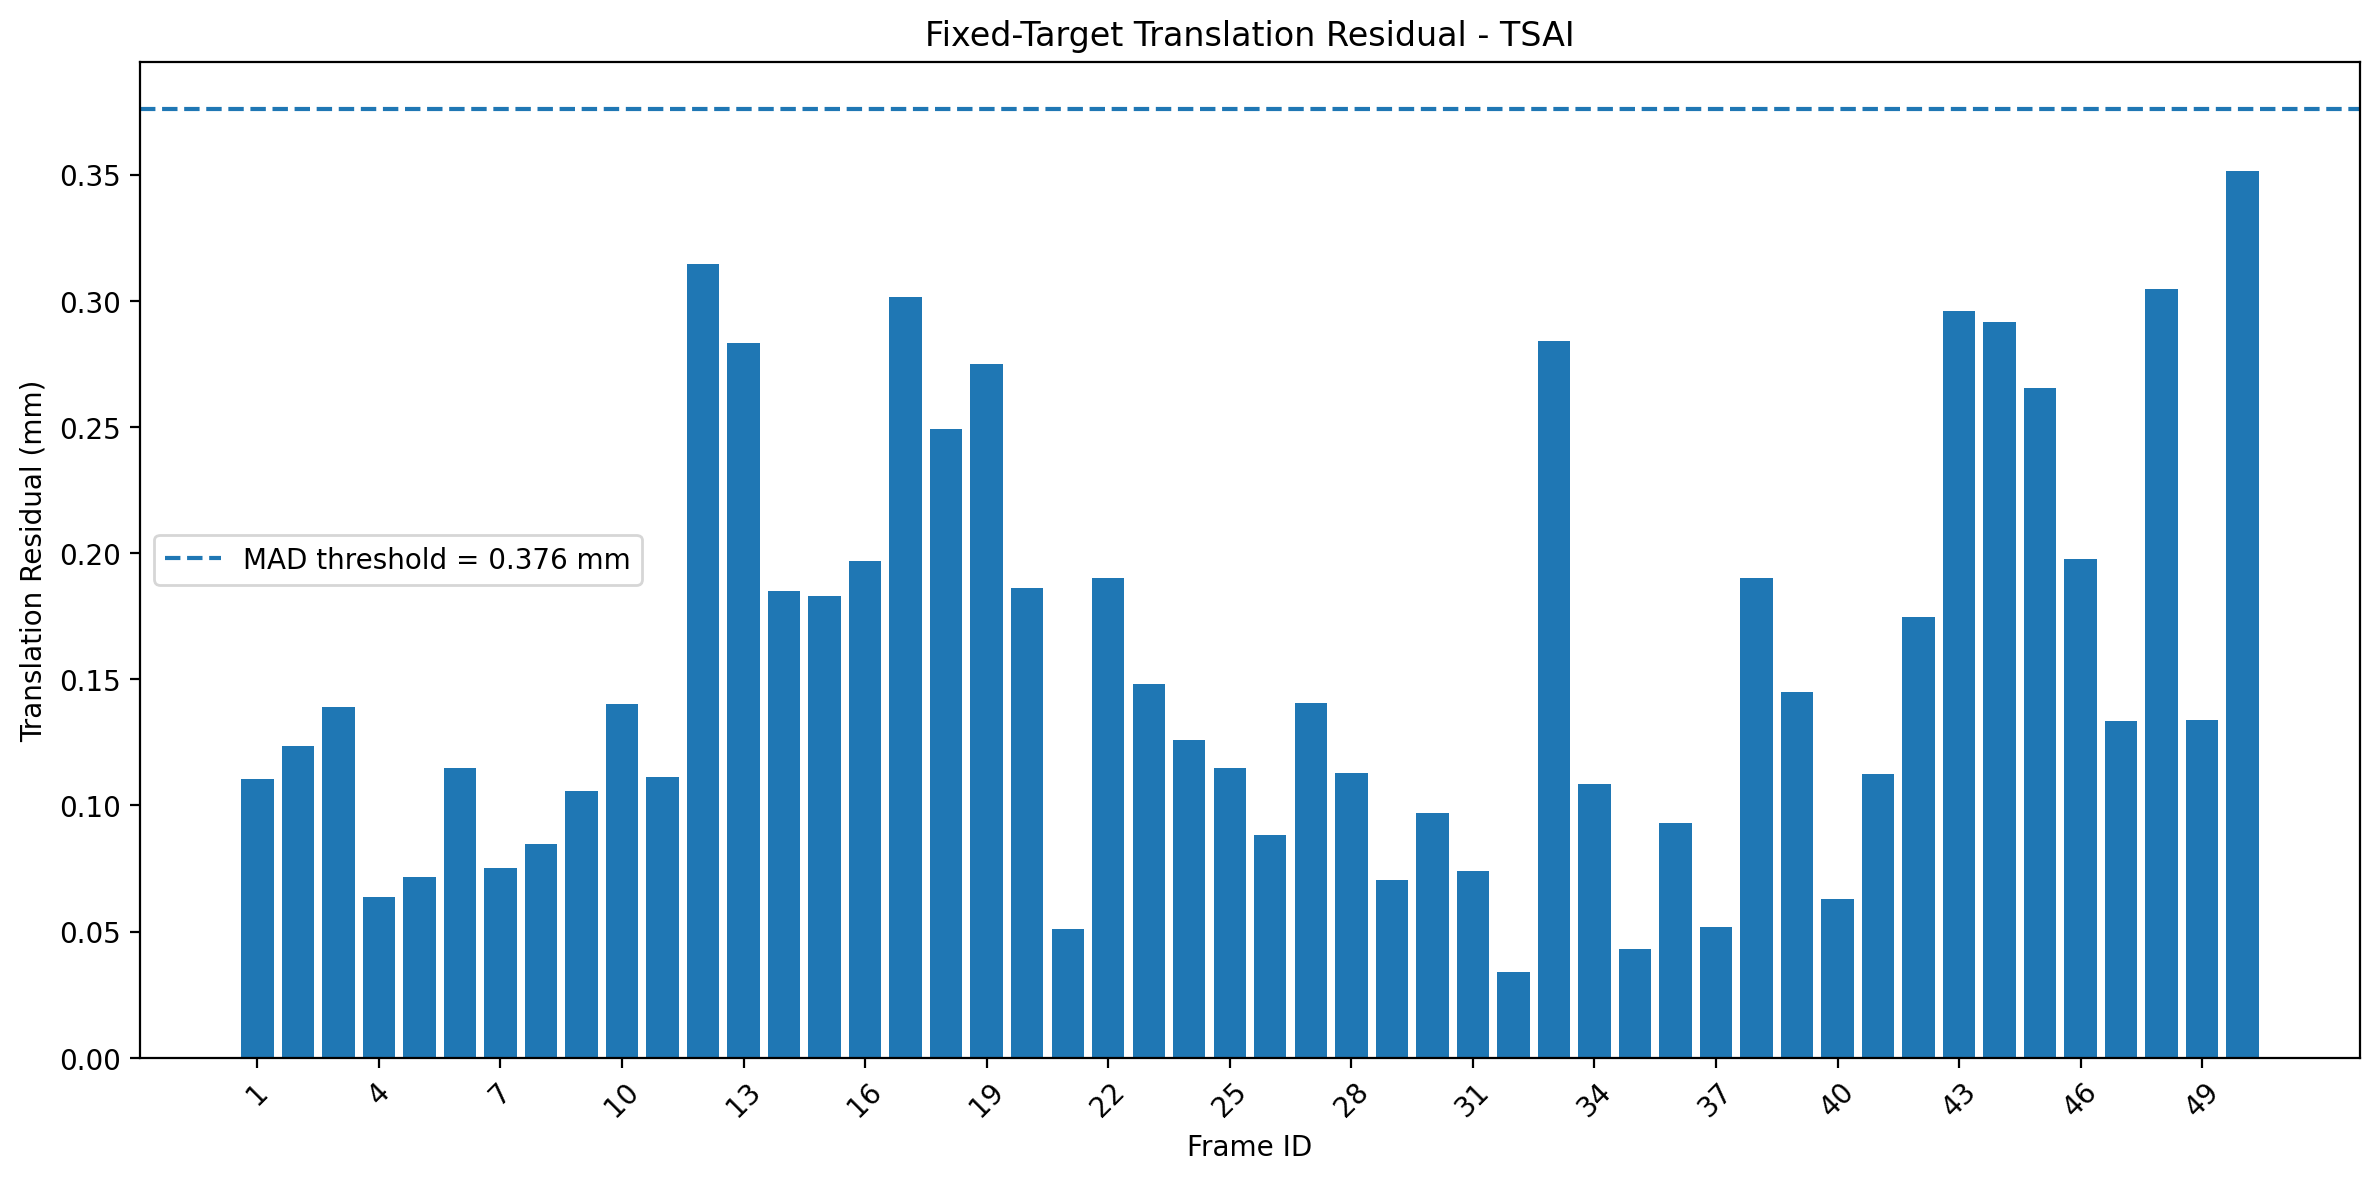 Fixed-Target Translation Residual - TSAI
Translation Residual (mm)
0.35
0.30
0.25
0.20
0.15
0.10
0.05
0.00
MAD threshold = 0.376 mm
1 4 7 10 13 16 19 22 25 28 31 34 37 40 43 46 49
Frame ID